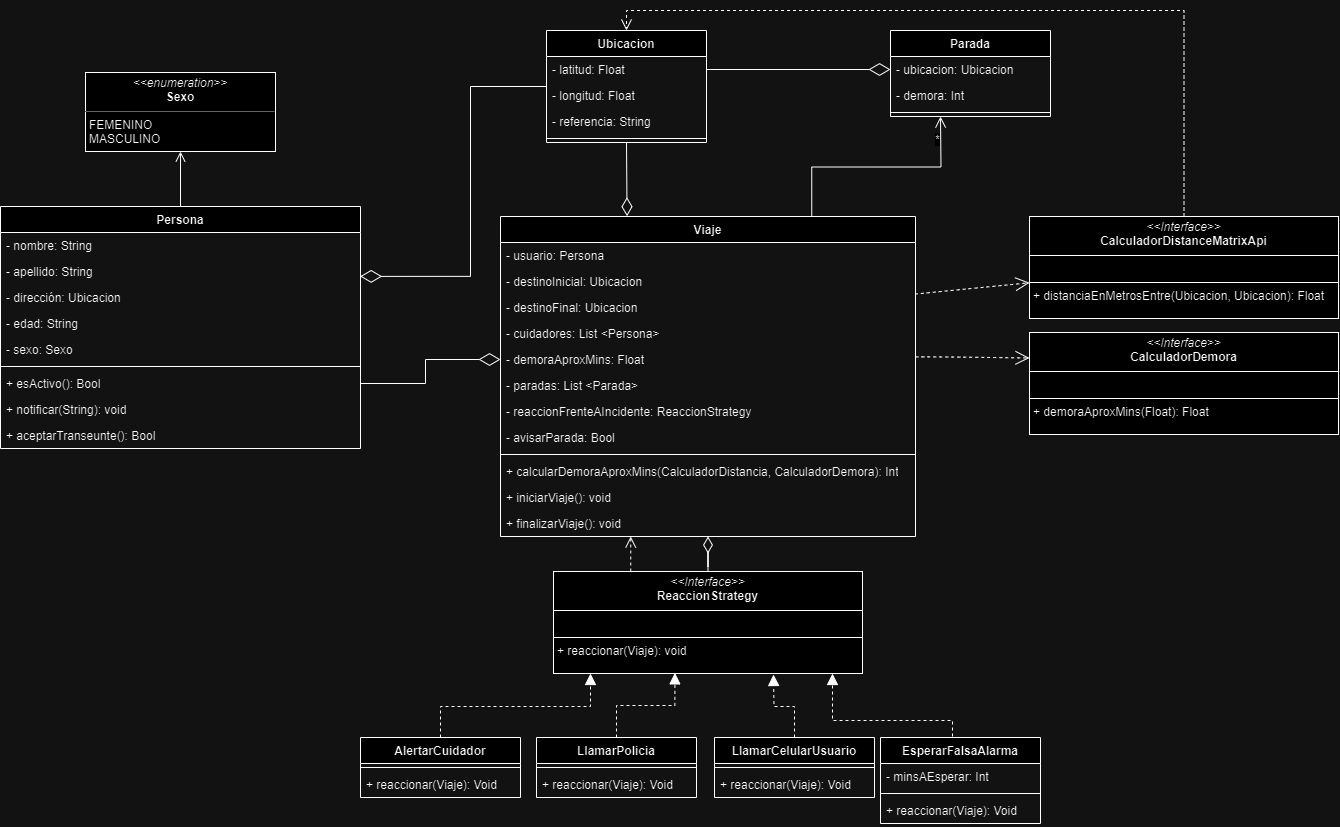 Ubicacion
- latitud: Float
- longitud: Float
- referencia: String
Parada
- ubicacion: Ubicacion
- demora: Int
*
<<enumeration>>
Sexo
FEMENINO
MASCULINO
Persona
- nombre: String
- apellido: String
- dirección: Ubicacion
- edad: String
- sexo: Sexo
+ esActivo(): Bool
+ notificar(String): void
+ aceptarTranseunte(): Bool
Viaje
- usuario: Persona
- destinoInicial: Ubicacion
- destinoFinal: Ubicacion
- cuidadores: List <Persona>
- demoraAproxMins: Float
- paradas: List <Parada>
- reaccionFrenteAIncidente: ReaccionStrategy
- avisarParada: Bool
+ calcularDemoraAproxMins(CalculadorDistancia, CalculadorDemora): Int
+ iniciarViaje(): void
+ finalizarViaje(): void
<<Interface>>
CalculadorDistanceMatrixApi
+ distanciaEnMetrosEntre(Ubicacion, Ubicacion): Float
<<Interface>>
CalculadorDemora
+ demoraAproxMins(Float): Float
<<Interface>>
ReaccionStrategy
+ reaccionar(Viaje): void
AlertarCuidador
+ reaccionar(Viaje): Void
LlamarPolicia
+ reaccionar(Viaje): Void
LlamarCelularUsuario
+ reaccionar(Viaje): Void
EsperarFalsaAlarma
- minsAEsperar: Int
+ reaccionar(Viaje): Void